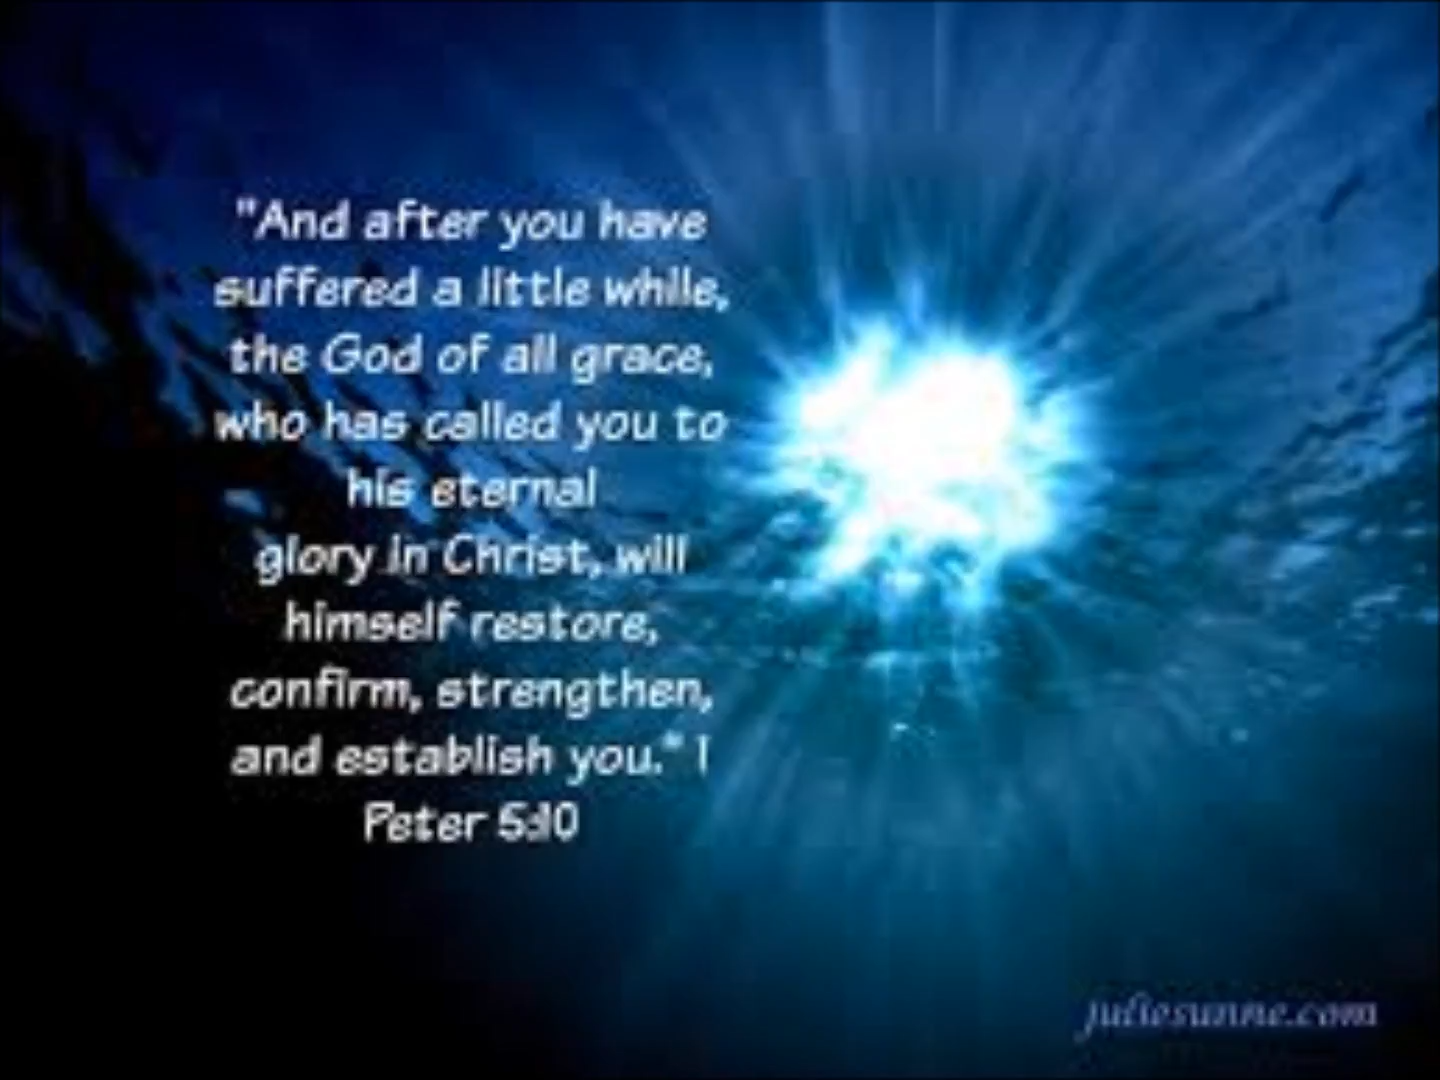 "And after you have
suffered a little while,
the God of all grace,
who has called you to
his eternal
glory in Christ, will
himself restore,
confirm, strengthen,
and establish you." I
Peter 5:10
juliesunne.com